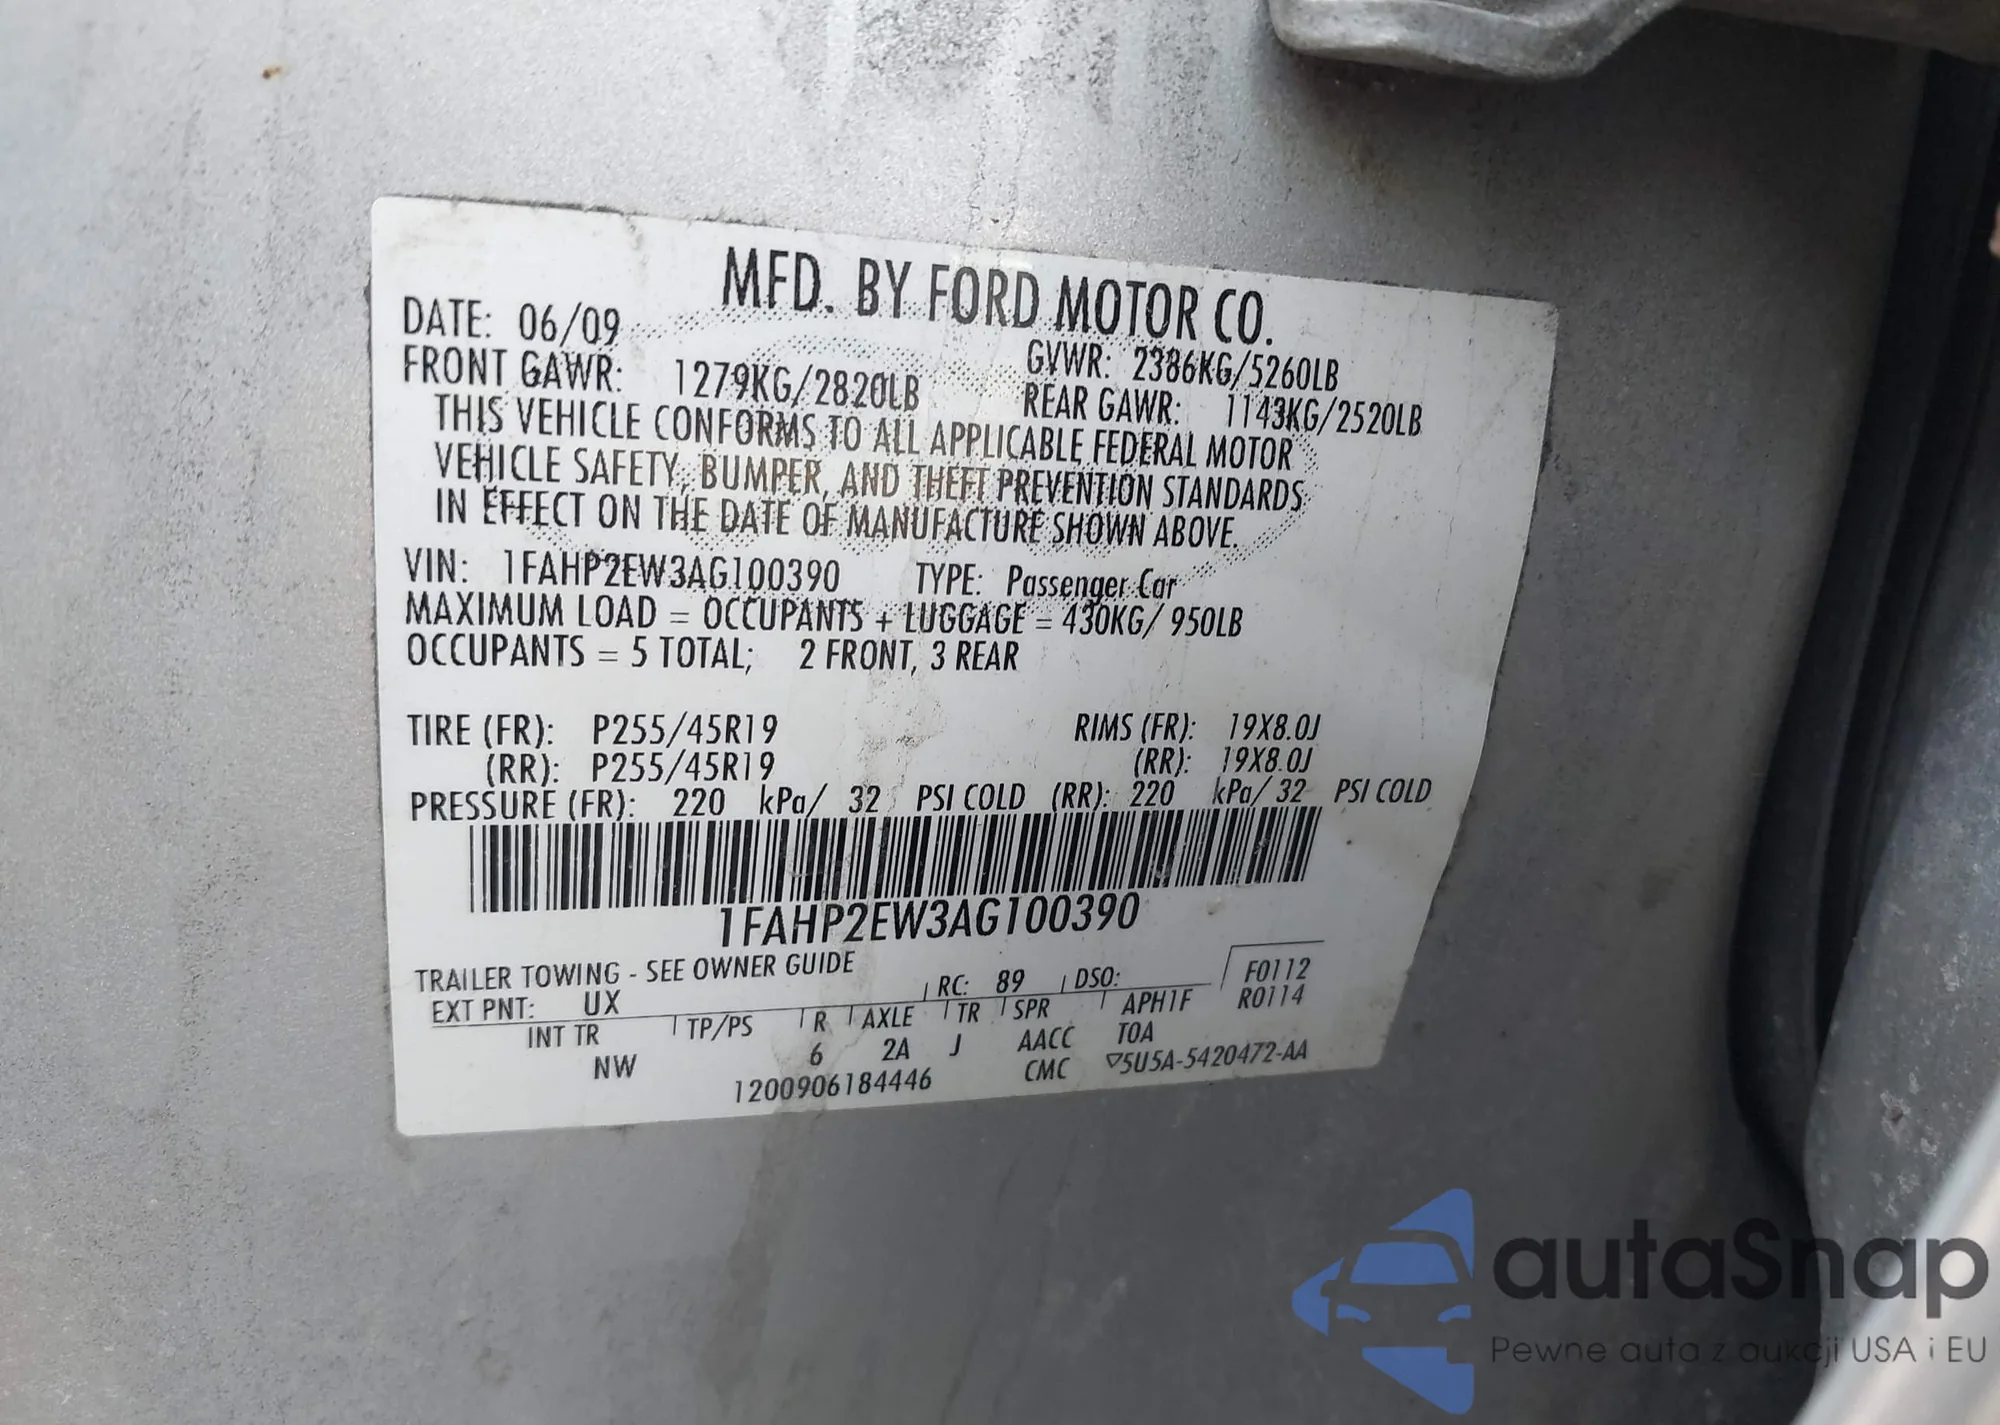 MFD. BY FORD MOTOR CO.
DATE: 06/09
GVWR: 2386KG/5260LB
FRONT GAWR: 1279KG/2820LB
REAR GAWR: 1143KG/2520LB
THIS VEHICLE CONFORMS TO ALL APPLICABLE FEDERAL MOTOR
VEHICLE SAFETY, BUMPER, AND THEFT PREVENTION STANDARDS
IN EFFECT ON THE DATE OF MANUFACTURE SHOWN ABOVE.
VIN: 1FAHP2EW3AG100390 TYPE: Passenger Car
MAXIMUM LOAD = OCCUPANTS + LUGGAGE = 430KG/ 950LB
OCCUPANTS = 5 TOTAL; 2 FRONT, 3 REAR
TIRE (FR): P255/45R19 RIMS (FR): 19X8.0J
(RR): P255/45R19 (RR): 19X8.0J
PRESSURE (FR): 220 kPa/ 32 PSI COLD (RR): 220 kPa/ 32 PSI COLD
1FAHP2EW3AG100390
TRAILER TOWING - SEE OWNER GUIDE
EXT PNT: UX RC: 89 DSO: F0112
INT TR TP/PS R AXLE TR SPR APH1F R0114
NW 6 2A J AACC T0A
1200906184446 CMC ▽5U5A-5420472-AA
autaSnap
Pewne auta z aukcji USA i EU